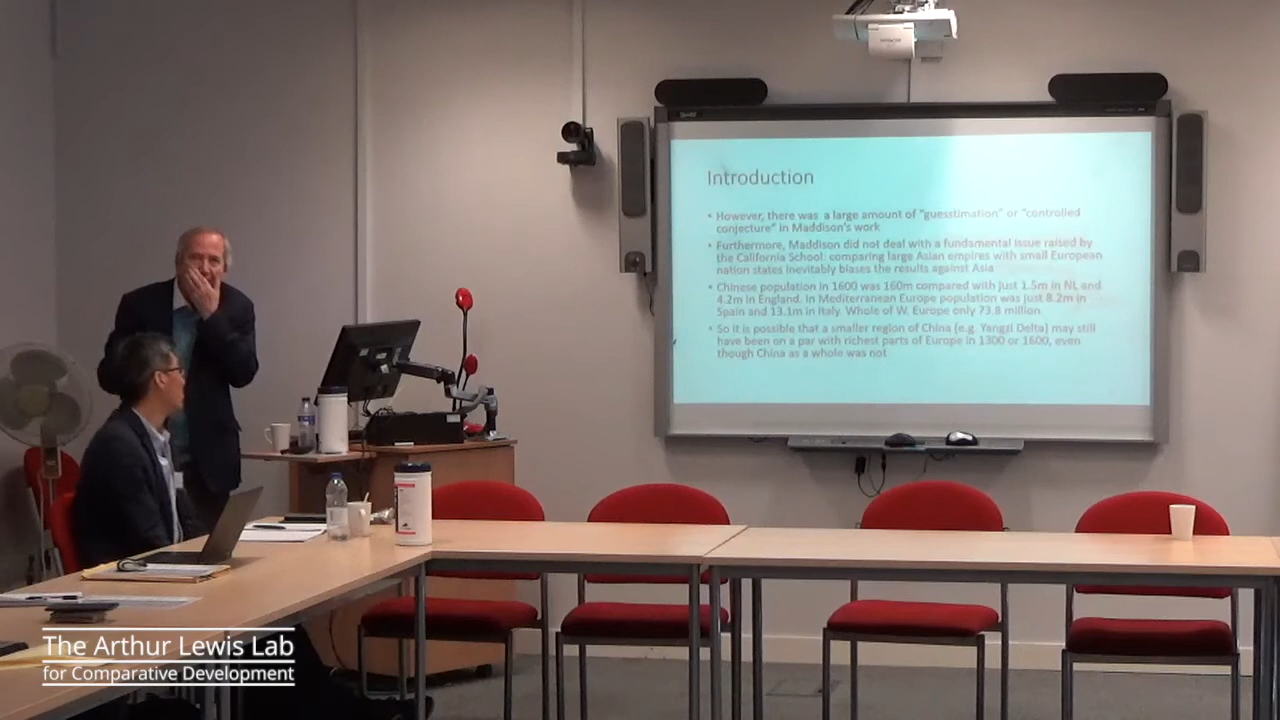 Introduction
• However, there was a large amount of "guesstimation" or "controlled
conjecture" in Maddison's work
• Furthermore, Maddison did not deal with a fundamental issue raised by
the California School: comparing large Asian empires with small European
nation states inevitably biases the results against Asia
• Chinese population in 1600 was 160m compared with just 1.5m in NL and
4.2m in England. In Mediterranean Europe population was just 8.2m in
Spain and 13.1m in Italy. Whole of W. Europe only 73.8 million.
• So it is possible that a smaller region of China (e.g. Yangzi Delta) may still
have been on a par with richest parts of Europe in 1300 or 1600, even
though China as a whole was not
The Arthur Lewis Lab
for Comparative Development